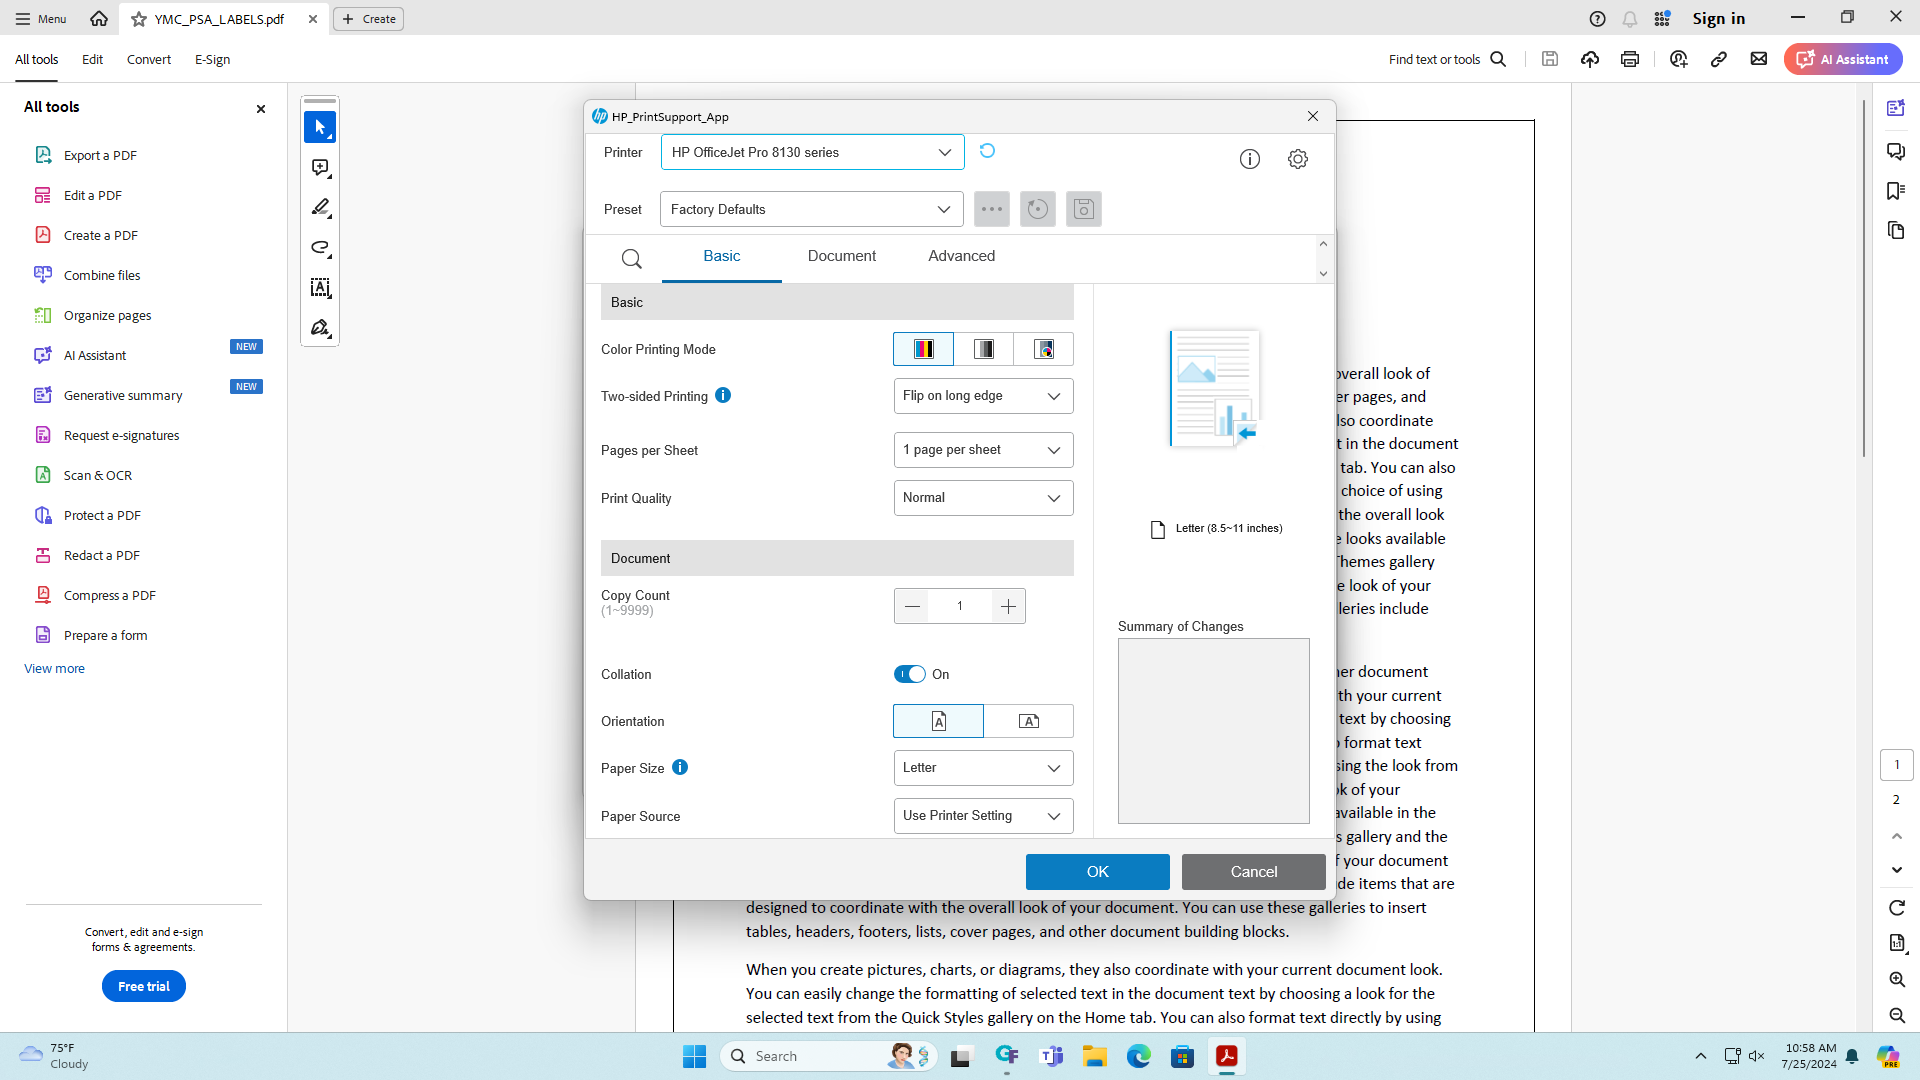 Menu
YMC_PSA_LABELS.pdf
Create
Sign in
All tools
Edit
Convert
E-Sign
Find text or tools
AI Assistant
All tools
Export a PDF
Edit a PDF
Create a PDF
Combine files
Organize pages
AI Assistant
NEW
Generative summary
NEW
Request e-signatures
Scan & OCR
Protect a PDF
Redact a PDF
Compress a PDF
Prepare a form
View more
Convert, edit and e-sign
forms & agreements.
Free trial
HP_PrintSupport_App
Printer
HP OfficeJet Pro 8130 series
Preset
Factory Defaults
Basic
Document
Advanced
Basic
Color Printing Mode
Two-sided Printing
Flip on long edge
Pages per Sheet
1 page per sheet
Print Quality
Normal
Document
Copy Count
(1~9999)
1
Collation
On
Orientation
Paper Size
Letter
Paper Source
Use Printer Setting
Letter (8.5~11 inches)
Summary of Changes
OK
Cancel
overall look of
er pages, and
lso coordinate
t in the document
tab. You can also
choice of using
the overall look
e looks available
Themes gallery
e look of your
leries include
her document
th your current
text by choosing
o format text
sing the look from
ok of your
available in the
s gallery and the
f your document
de items that are
designed to coordinate with the overall look of your document. You can use these galleries to insert
tables, headers, footers, lists, cover pages, and other document building blocks.
When you create pictures, charts, or diagrams, they also coordinate with your current document look.
You can easily change the formatting of selected text in the document text by choosing a look for the
selected text from the Quick Styles gallery on the Home tab. You can also format text directly by using
1
2
75°F
Cloudy
Search
10:58 AM
7/25/2024
PRE